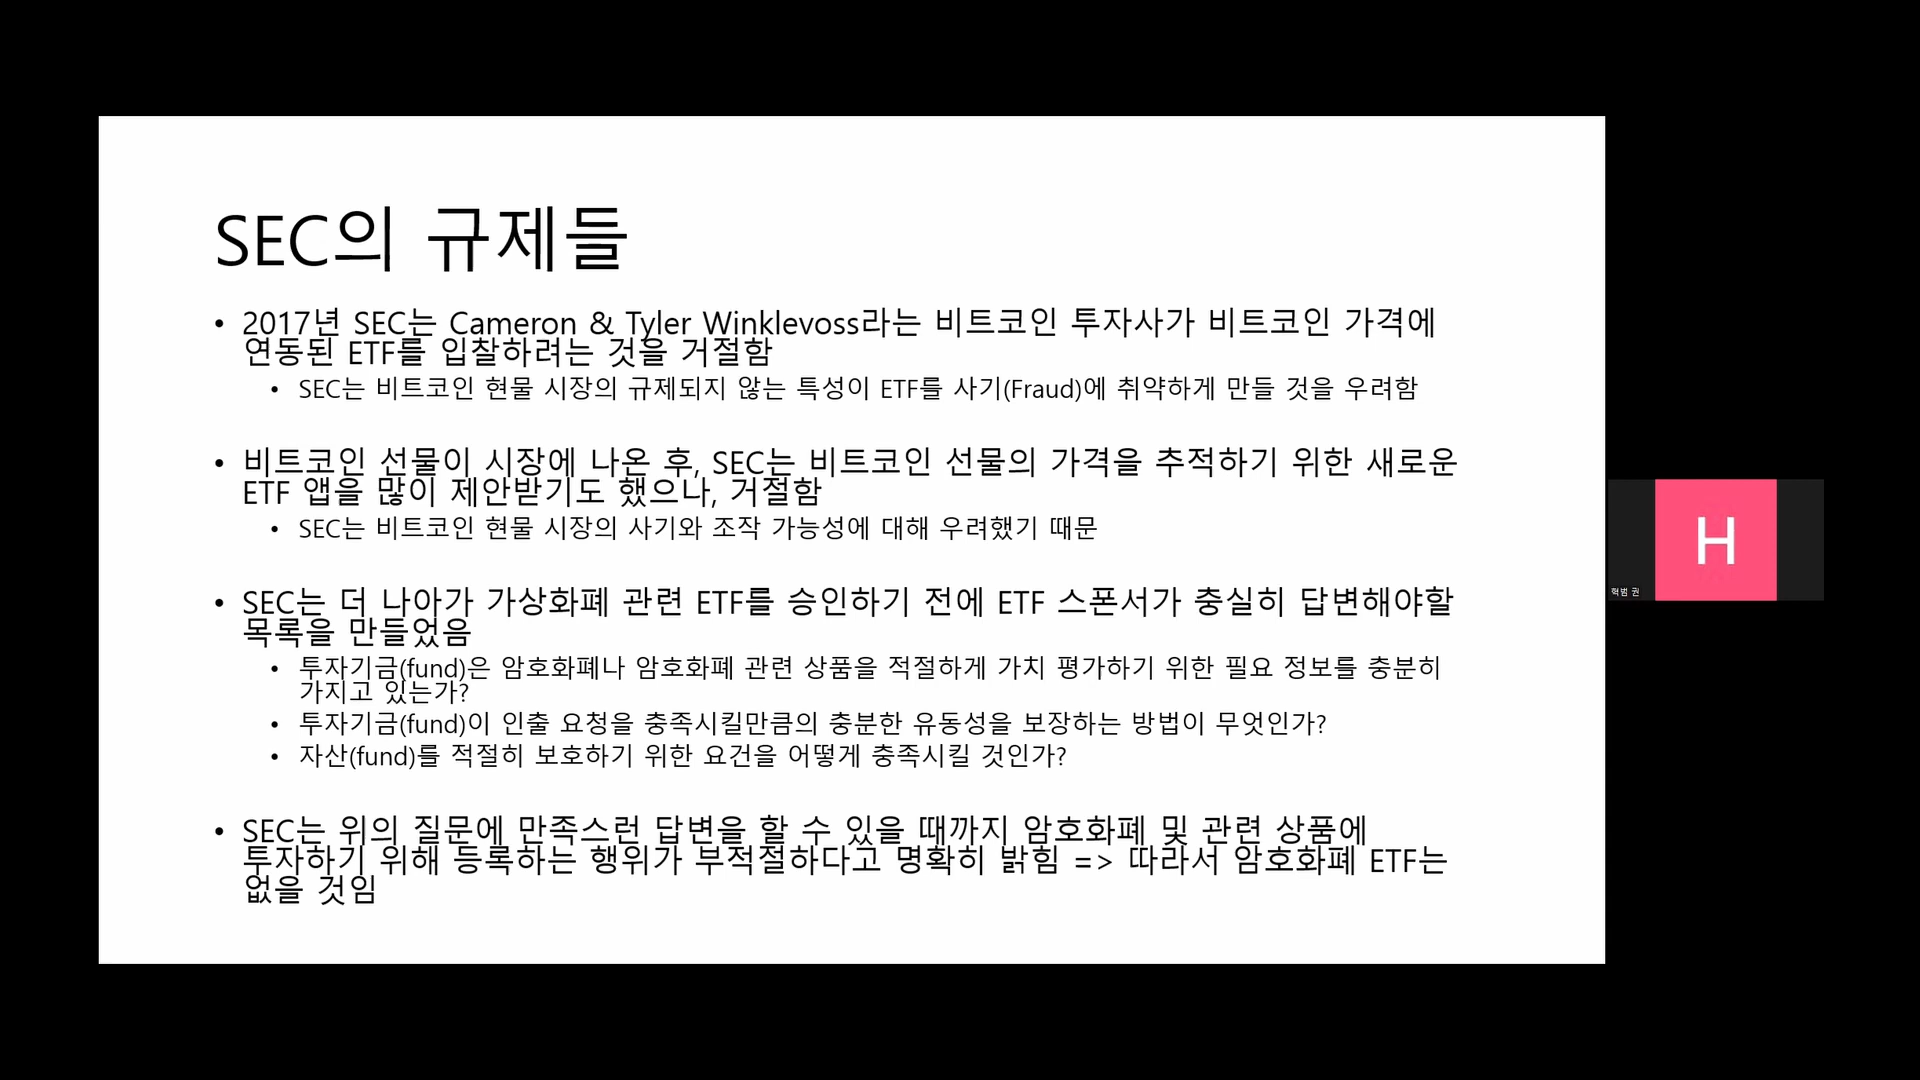 SEC의 규제들
• 2017년 SEC는 Cameron & Tyler Winklevoss라는 비트코인 투자사가 비트코인 가격에
연동된 ETF를 입찰하려는 것을 거절함
• SEC는 비트코인 현물 시장의 규제되지 않는 특성이 ETF를 사기(Fraud)에 취약하게 만들 것을 우려함
• 비트코인 선물이 시장에 나온 후, SEC는 비트코인 선물의 가격을 추적하기 위한 새로운
ETF 앱을 많이 제안받기도 했으나, 거절함
• SEC는 비트코인 현물 시장의 사기와 조작 가능성에 대해 우려했기 때문
• SEC는 더 나아가 가상화폐 관련 ETF를 승인하기 전에 ETF 스폰서가 충실히 답변해야할
목록을 만들었음
• 투자기금(fund)은 암호화폐나 암호화폐 관련 상품을 적절하게 가치 평가하기 위한 필요 정보를 충분히
가지고 있는가?
• 투자기금(fund)이 인출 요청을 충족시킬만큼의 충분한 유동성을 보장하는 방법이 무엇인가?
• 자산(fund)를 적절히 보호하기 위한 요건을 어떻게 충족시킬 것인가?
• SEC는 위의 질문에 만족스런 답변을 할 수 있을 때까지 암호화폐 및 관련 상품에
투자하기 위해 등록하는 행위가 부적절하다고 명확히 밝힘 => 따라서 암호화폐 ETF는
없을 것임
H
혁범 권